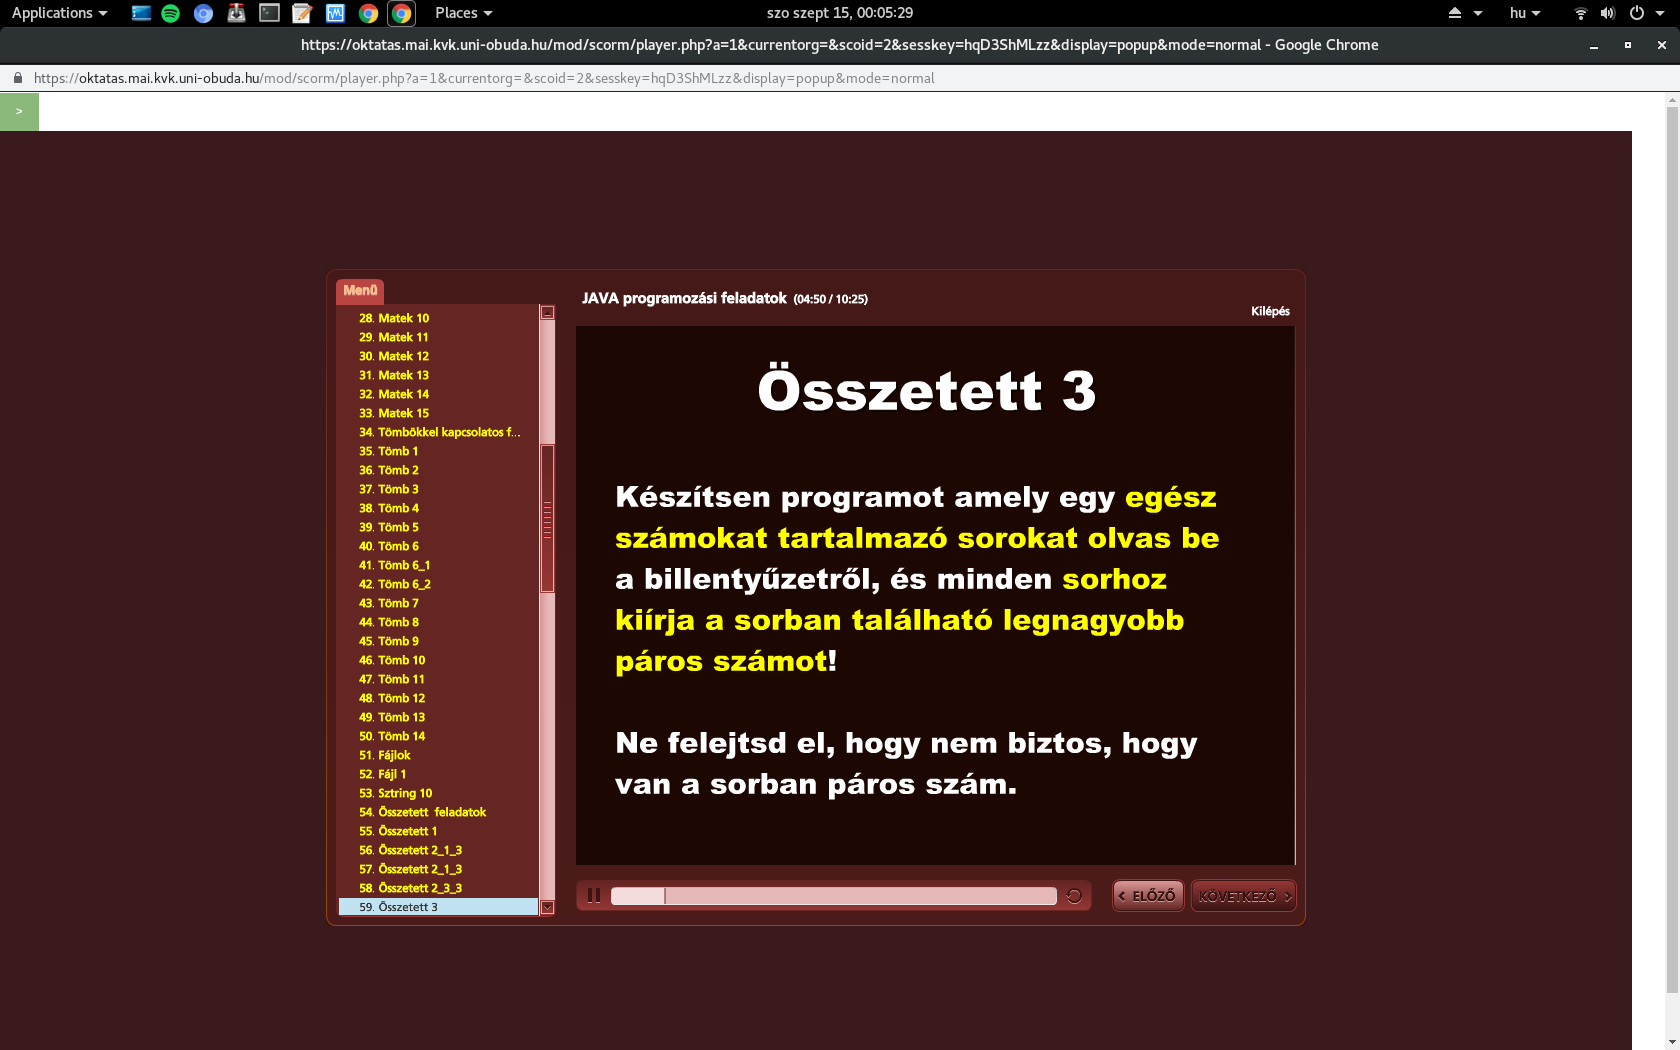 Applications
Places
szo szept 15, 00:05:29
hu
https://oktatas.mai.kvk.uni-obuda.hu/mod/scorm/player.php?a=1&currentorg=&scoid=2&sesskey=hqD3ShMLzz&display=popup&mode=normal - Google Chrome
https://oktatas.mai.kvk.uni-obuda.hu/mod/scorm/player.php?a=1&currentorg=&scoid=2&sesskey=hqD3ShMLzz&display=popup&mode=normal
>
Menü
28. Matek 10
29. Matek 11
30. Matek 12
31. Matek 13
32. Matek 14
33. Matek 15
34. Tömbökkel kapcsolatos f...
35. Tömb 1
36. Tömb 2
37. Tömb 3
38. Tömb 4
39. Tömb 5
40. Tömb 6
41. Tömb 6_1
42. Tömb 6_2
43. Tömb 7
44. Tömb 8
45. Tömb 9
46. Tömb 10
47. Tömb 11
48. Tömb 12
49. Tömb 13
50. Tömb 14
51. Fájlok
52. Fájl 1
53. Sztring 10
54. Összetett feladatok
55. Összetett 1
56. Összetett 2_1_3
57. Összetett 2_1_3
58. Összetett 2_3_3
59. Összetett 3
JAVA programozási feladatok (04:50 / 10:25)
Kilépés
Összetett 3
Készítsen programot amely egy egész
számokat tartalmazó sorokat olvas be
a billentyűzetről, és minden sorhoz
kiírja a sorban található legnagyobb
páros számot!
Ne felejtsd el, hogy nem biztos, hogy
van a sorban páros szám.
< ELŐZŐ
KÖVETKEZŐ >